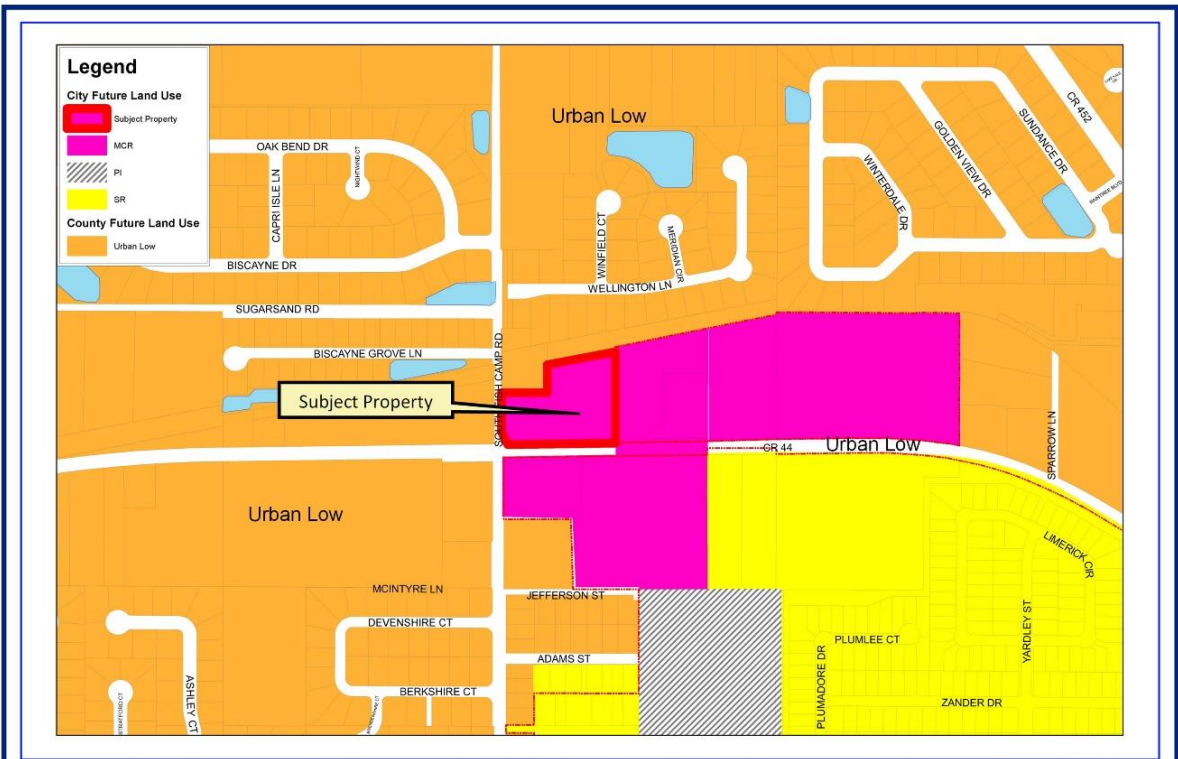 Legend
City Future Land Use
Subject Property
MCR
PI
SR
County Future Land Use
Urban Low
Urban Low
CR 452
SUNDANCE DR
GOLDEN VIEW DR
WINTERDALE DR
RAINTREE BLVD
OAK BEND DR
NIGHTWIND CT
CAPRI ISLE LN
BISCAYNE DR
WINFIELD CT
MERIDIAN CIR
WELLINGTON LN
SUGARSAND RD
BISCAYNE GROVE LN
SOUTH FISH CAMP RD
Subject Property
CR 44
Urban Low
SPARROW LN
Urban Low
LIMERICK CIR
MCINTYRE LN
JEFFERSON ST
DEVENSHIRE CT
ADAMS ST
PLUMLEE CT
YARDLEY ST
PLUMADORE DR
ASHLEY CT
BERKSHIRE CT
ZANDER DR